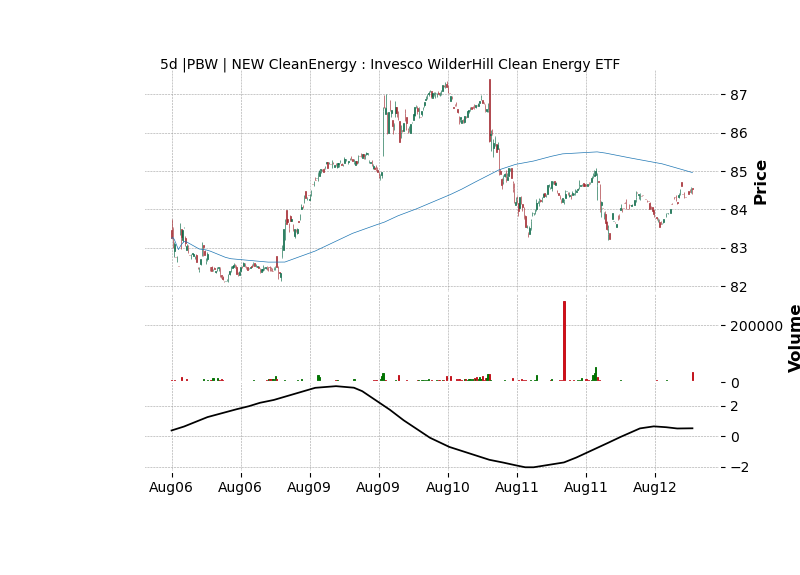 5d |PBW | NEW CleanEnergy : Invesco WilderHill Clean Energy ETF
87
86
85
84
83
82
Price
200000
0
Volume
2
0
−2
Aug06 Aug06 Aug09 Aug09 Aug10 Aug11 Aug11 Aug12